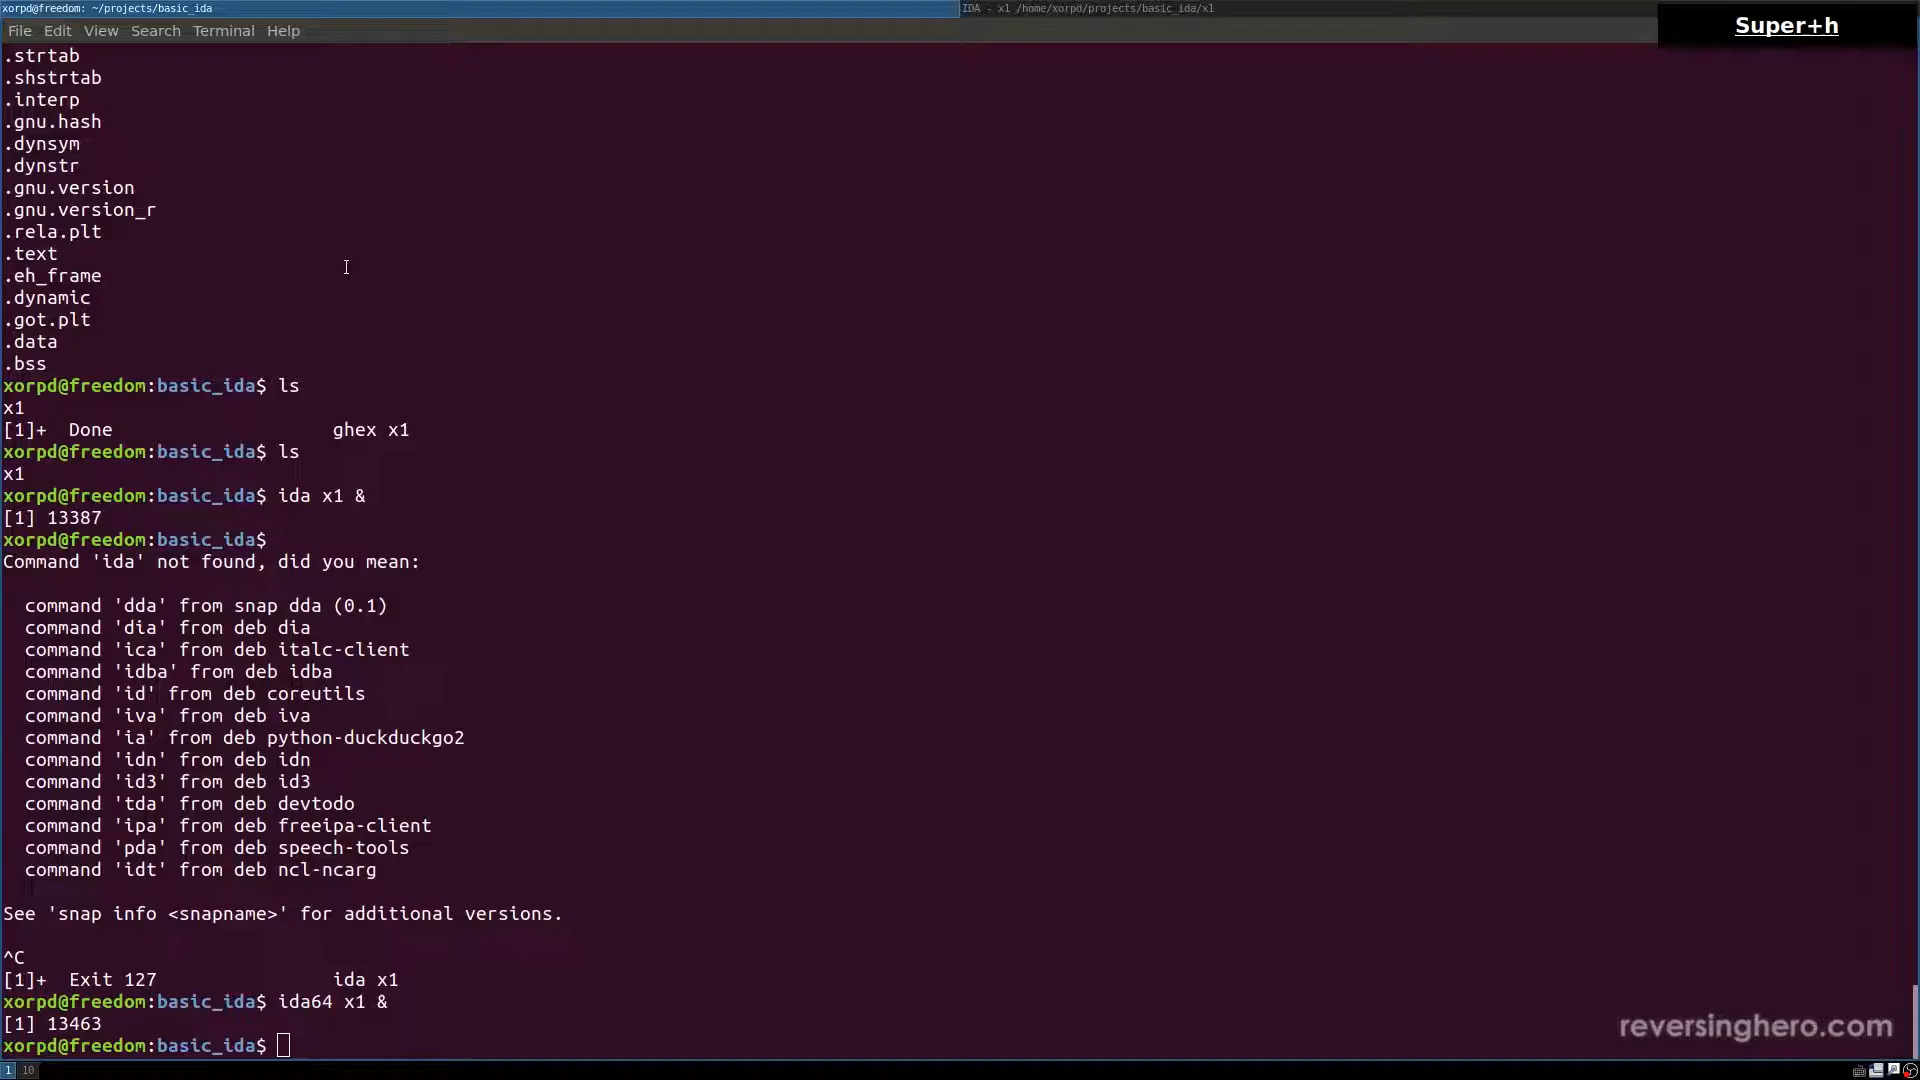 xorpd@freedom: ~/projects/basic_ida
IDA - x1 /home/xorpd/projects/basic_ida/x1
Super+h
File Edit View Search Terminal Help
.strtab
.shstrtab
.interp
.gnu.hash
.dynsym
.dynstr
.gnu.version
.gnu.version_r
.rela.plt
.text
.eh_frame
.dynamic
.got.plt
.data
.bss
xorpd@freedom:basic_ida$ ls
x1
[1]+  Done                    ghex x1
xorpd@freedom:basic_ida$ ls
x1
xorpd@freedom:basic_ida$ ida x1 &
[1] 13387
xorpd@freedom:basic_ida$
Command 'ida' not found, did you mean:
  command 'dda' from snap dda (0.1)
  command 'dia' from deb dia
  command 'ica' from deb italc-client
  command 'idba' from deb idba
  command 'id' from deb coreutils
  command 'iva' from deb iva
  command 'ia' from deb python-duckduckgo2
  command 'idn' from deb idn
  command 'id3' from deb id3
  command 'tda' from deb devtodo
  command 'ipa' from deb freeipa-client
  command 'pda' from deb speech-tools
  command 'idt' from deb ncl-ncarg
See 'snap info <snapname>' for additional versions.
^C
[1]+  Exit 127                ida x1
xorpd@freedom:basic_ida$ ida64 x1 &
[1] 13463
xorpd@freedom:basic_ida$
reversinghero.com
1 10